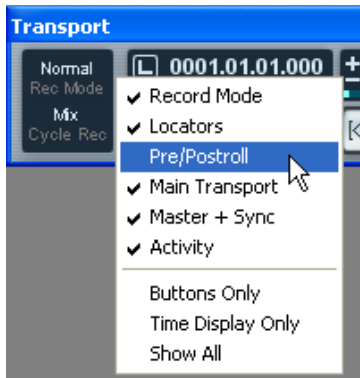 Transport
Normal
Rec Mode
Mix
Cycle Rec
L 0001.01.01.000 +
Record Mode
Locators
Pre/Postroll
Main Transport
Master + Sync
Activity
Buttons Only
Time Display Only
Show All